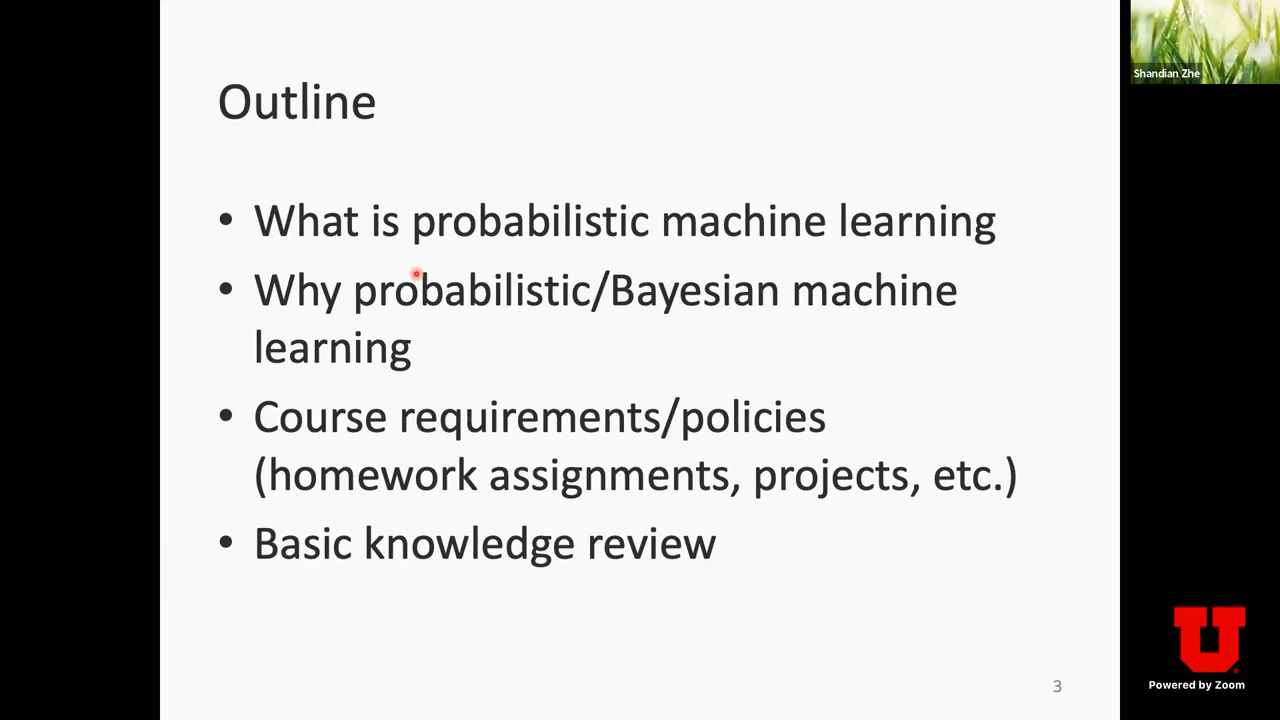 Shandian Zhe
Outline
• What is probabilistic machine learning
• Why probabilistic/Bayesian machine
learning
• Course requirements/policies
(homework assignments, projects, etc.)
• Basic knowledge review
3
U
Powered by Zoom